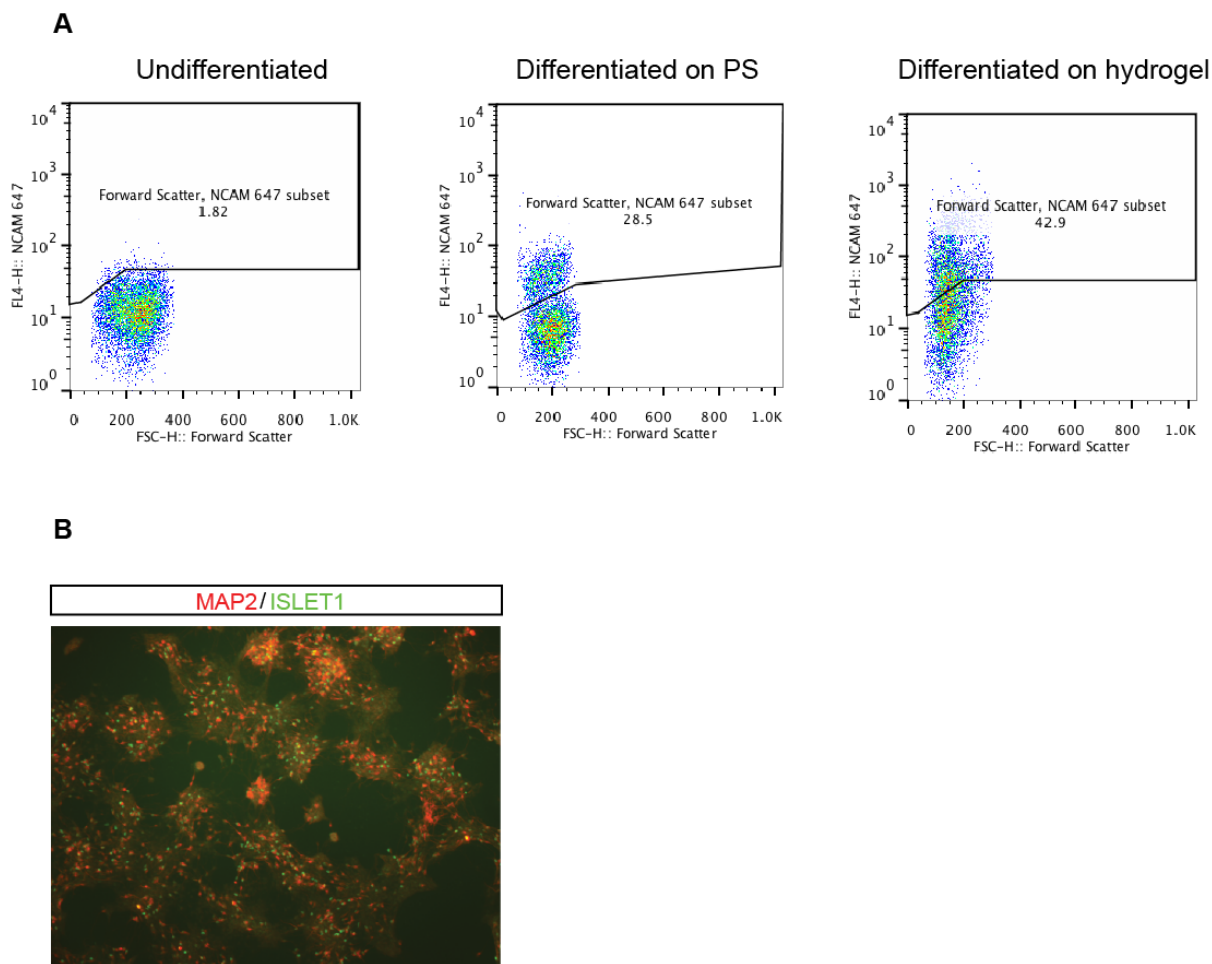 A
Undifferentiated
Differentiated on PS
Differentiated on hydrogel
10^4
10^3
10^2
10^1
10^0
FL4-H:: NCAM 647
Forward Scatter, NCAM 647 subset
1.82
0 200 400 600 800 1.0K
FSC-H:: Forward Scatter
10^4
10^3
10^2
10^1
10^0
FL4-H:: NCAM 647
Forward Scatter, NCAM 647 subset
28.5
0 200 400 600 800 1.0K
FSC-H:: Forward Scatter
10^4
10^3
10^2
10^1
10^0
FL4-H:: NCAM 647
Forward Scatter, NCAM 647 subset
42.9
0 200 400 600 800 1.0K
FSC-H:: Forward Scatter
B
MAP2/ISLET1